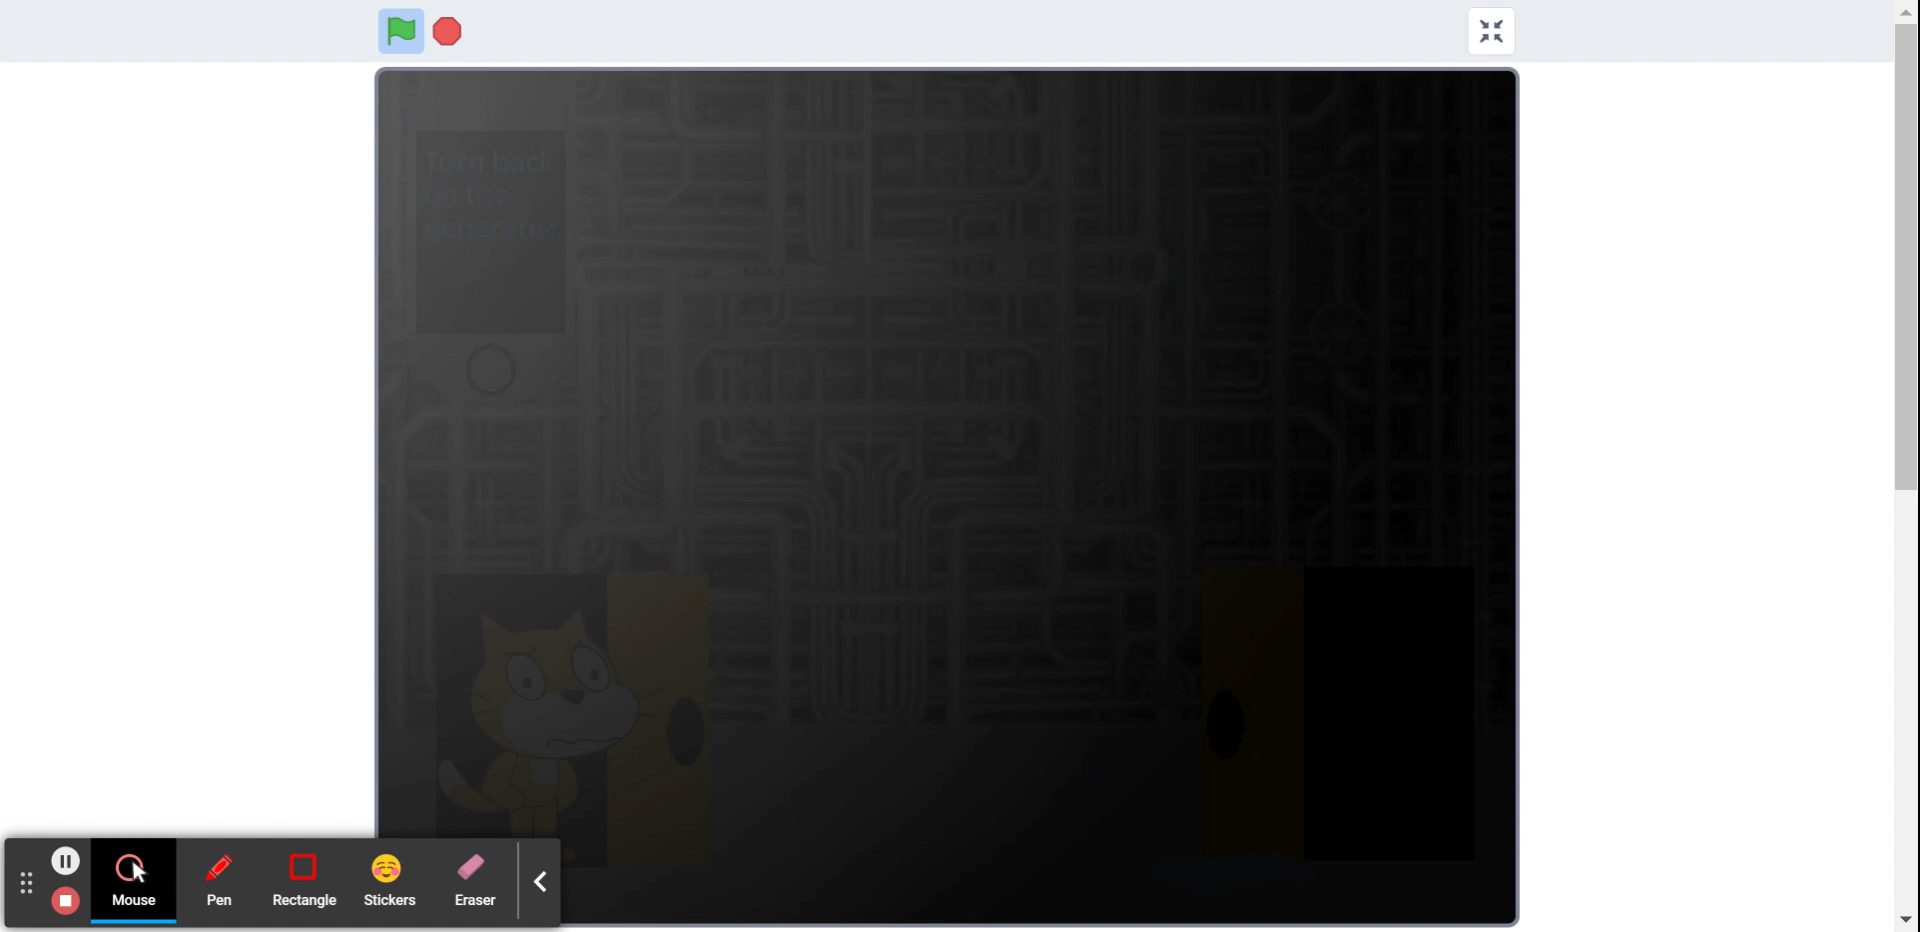 Turn back
on the
generator.
Mouse
Pen
Rectangle
Stickers
Eraser